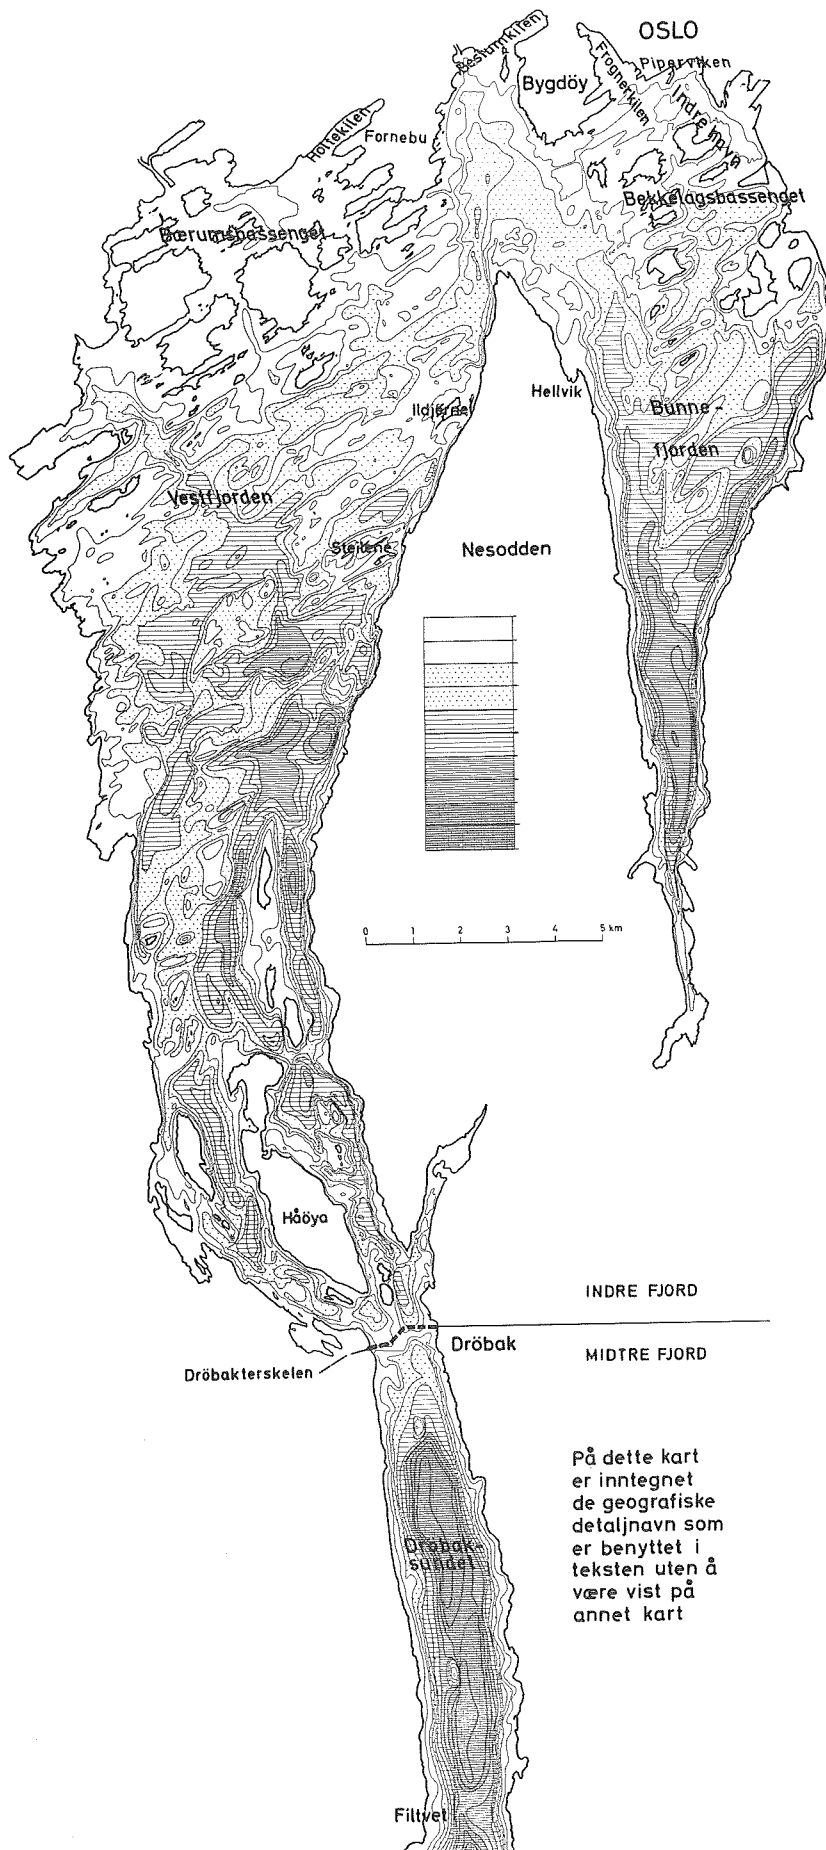 OSLO
Bestumkilen
Bygdöy
Frognerkilen
Piperviken
Indre havn
Holtekilen
Fornebu
Bekkelagsbassenget
Bærumsbassenget
Hellvik
Ildjernet
Bunne-
fjorden
Vestfjorden
Steilene
Nesodden
0 1 2 3 5 km
Håöya
INDRE FJORD
Dröbak
MIDTRE FJORD
Dröbakterskelen
På dette kart
er inntegnet
de geografiske
detaljnavn som
er benyttet i
teksten uten å
være vist på
annet kart
Dröbak-
sundet
Filtvet